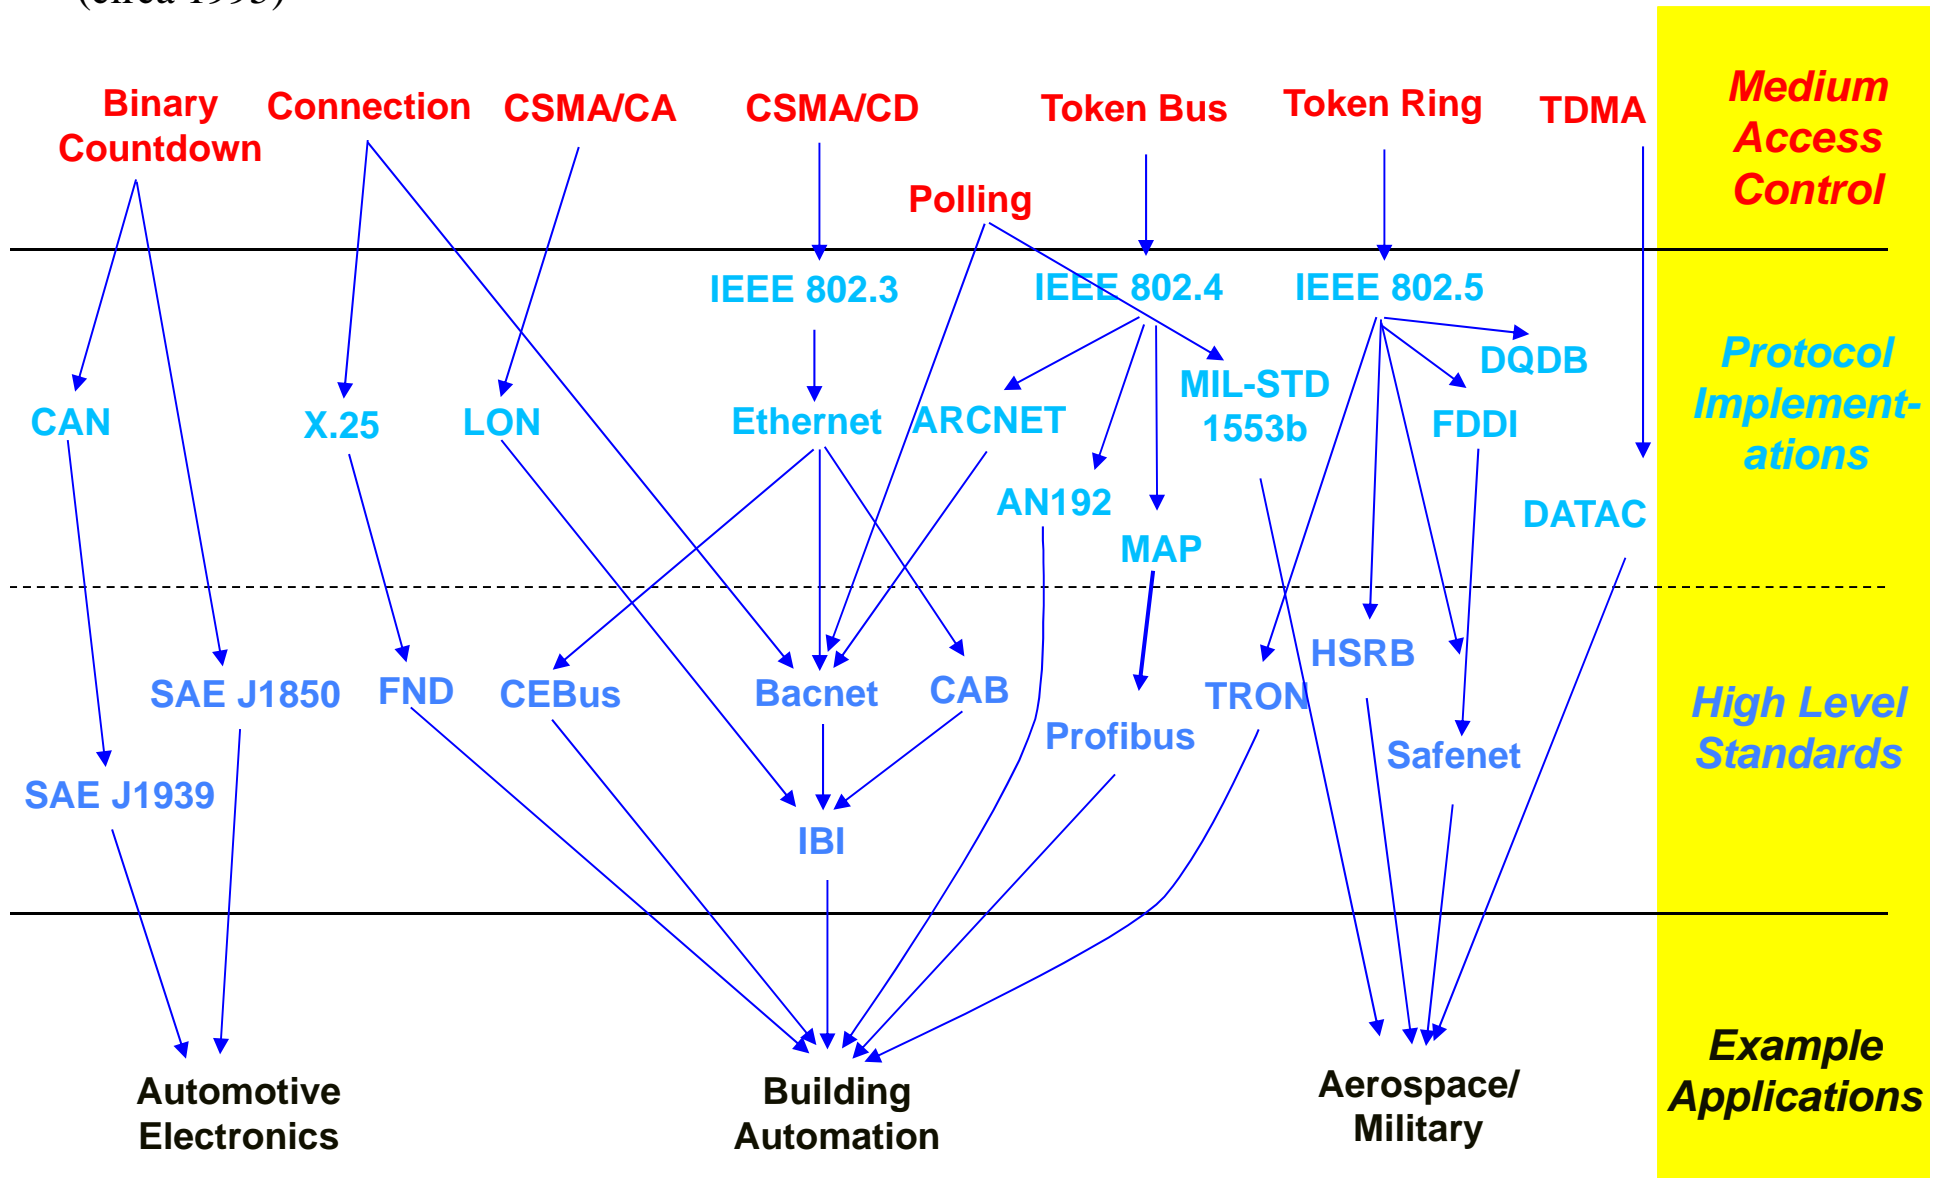 (circa 1995)
Binary
Countdown
Connection
CSMA/CA
CSMA/CD
Token Bus
Token Ring
TDMA
Polling
Medium
Access
Control
IEEE 802.3
IEEE 802.4
IEEE 802.5
DQDB
CAN
X.25
LON
Ethernet
ARCNET
MIL-STD
1553b
FDDI
AN192
MAP
DATAC
Protocol
Implement-
ations
SAE J1850
FND
CEBus
Bacnet
CAB
Profibus
TRON
HSRB
Safenet
SAE J1939
IBI
High Level
Standards
Automotive
Electronics
Building
Automation
Aerospace/
Military
Example
Applications